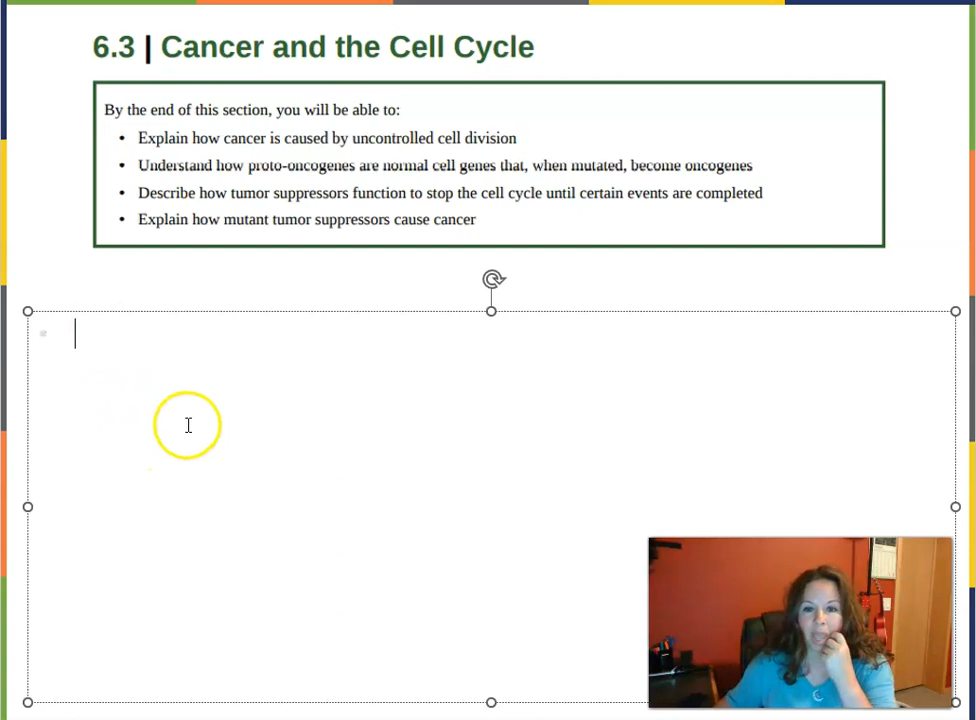 6.3 | Cancer and the Cell Cycle
By the end of this section, you will be able to:
• Explain how cancer is caused by uncontrolled cell division
• Understand how proto-oncogenes are normal cell genes that, when mutated, become oncogenes
• Describe how tumor suppressors function to stop the cell cycle until certain events are completed
• Explain how mutant tumor suppressors cause cancer